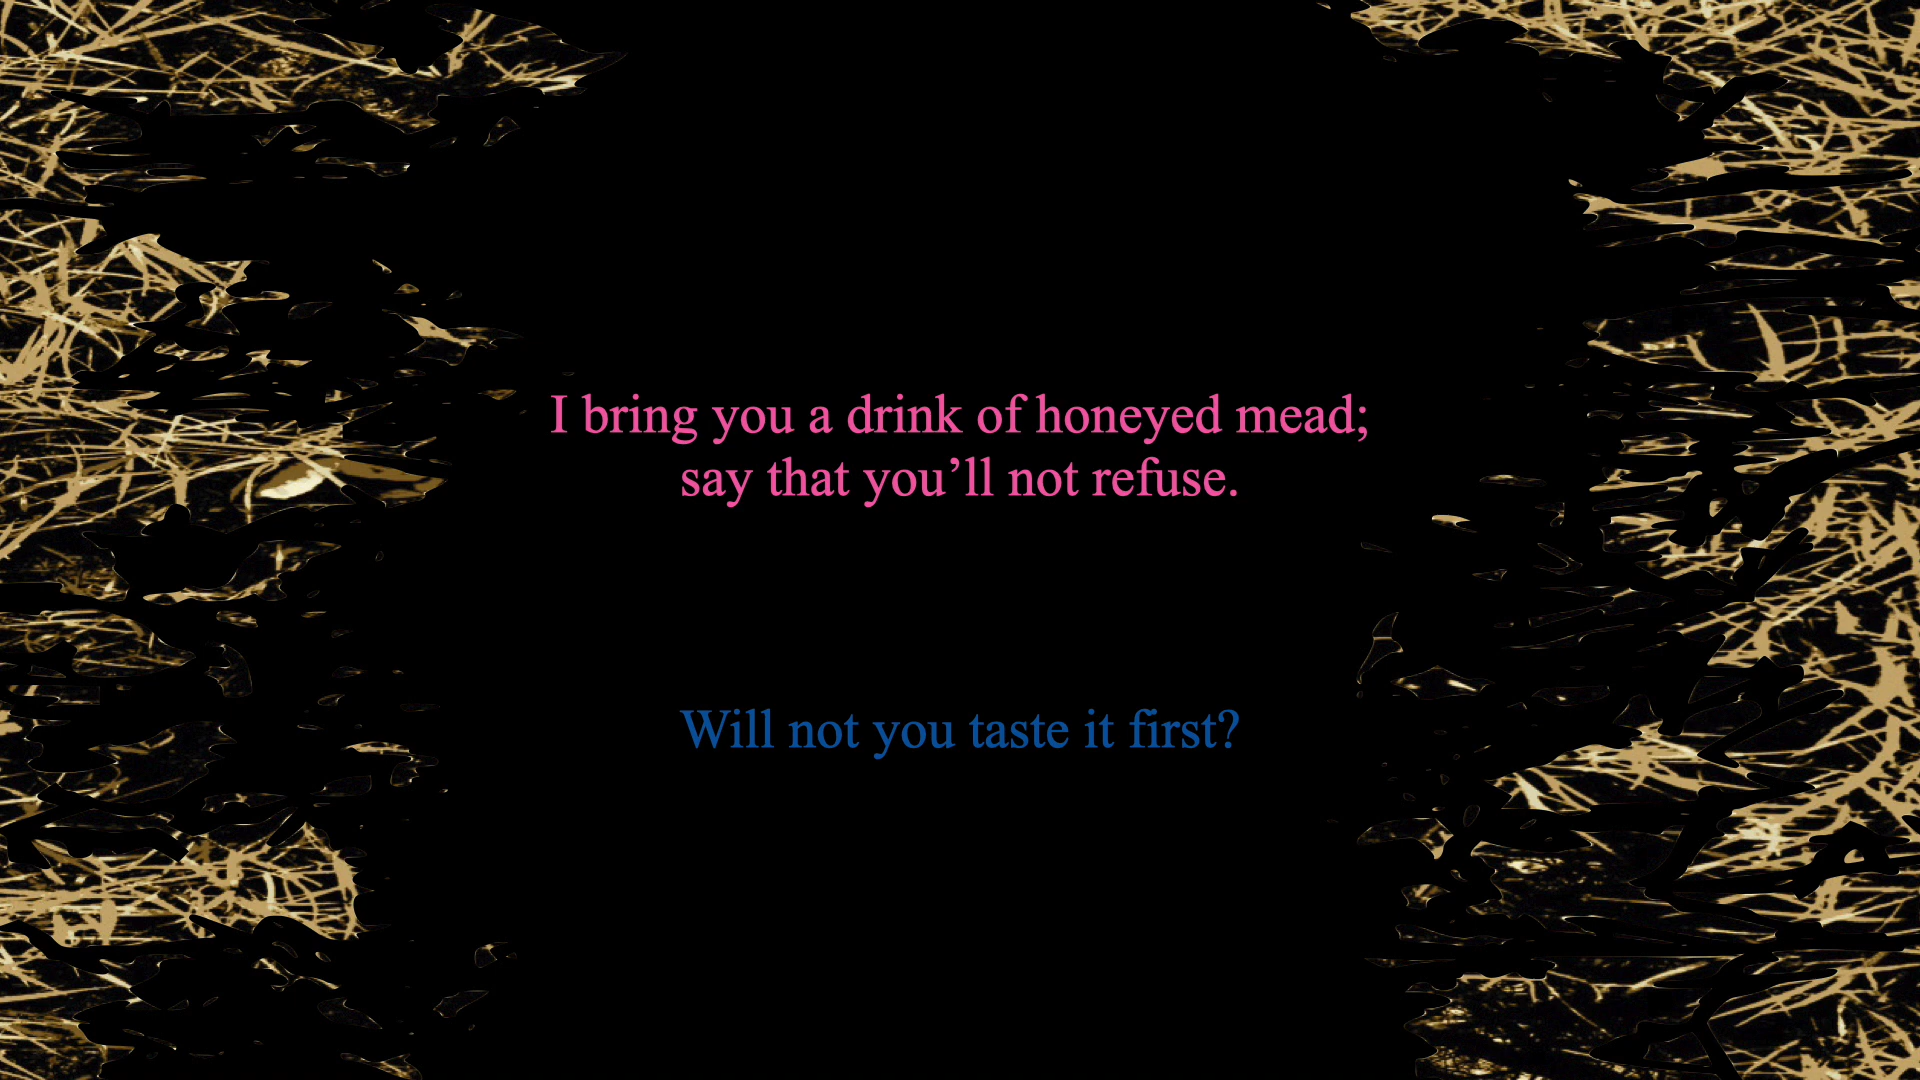 I bring you a drink of honeyed mead;
say that you’ll not refuse.
Will not you taste it first?